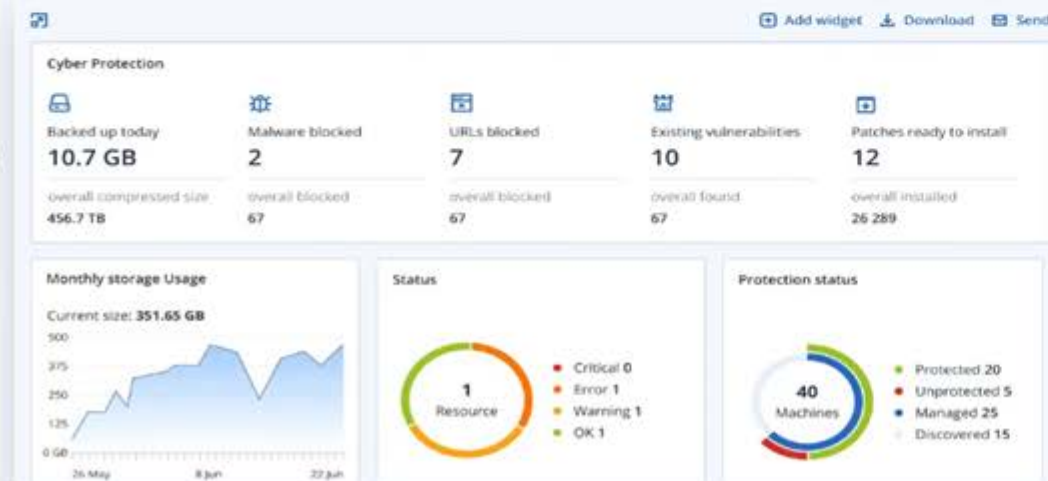 Add widget Download Send
Cyber Protection
Backed up today
10.7 GB
overall compressed size
456.7 TB
Malware blocked
2
overall blocked
67
URLs blocked
7
overall blocked
67
Existing vulnerabilities
10
overall found
67
Patches ready to install
12
overall installed
26 289
Monthly storage Usage
Current size: 351.65 GB
500
375
250
125
0 GB
26 May 8 Jun 22 Jun
Status
1
Resource
Critical 0
Error 1
Warning 1
OK 1
Protection status
40
Machines
Protected 20
Unprotected 5
Managed 25
Discovered 15